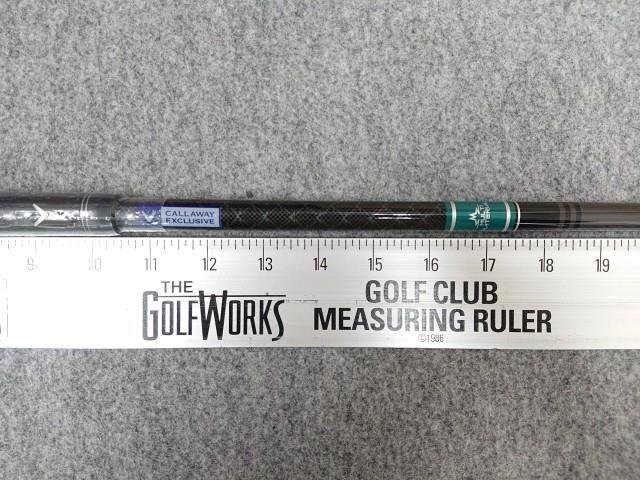 CALLAWAY
EXCLUSIVE
9 10 11 12 13 14 15 16 17 18 19
THE
GOLFWORKS
GOLF CLUB
MEASURING RULER
©1986